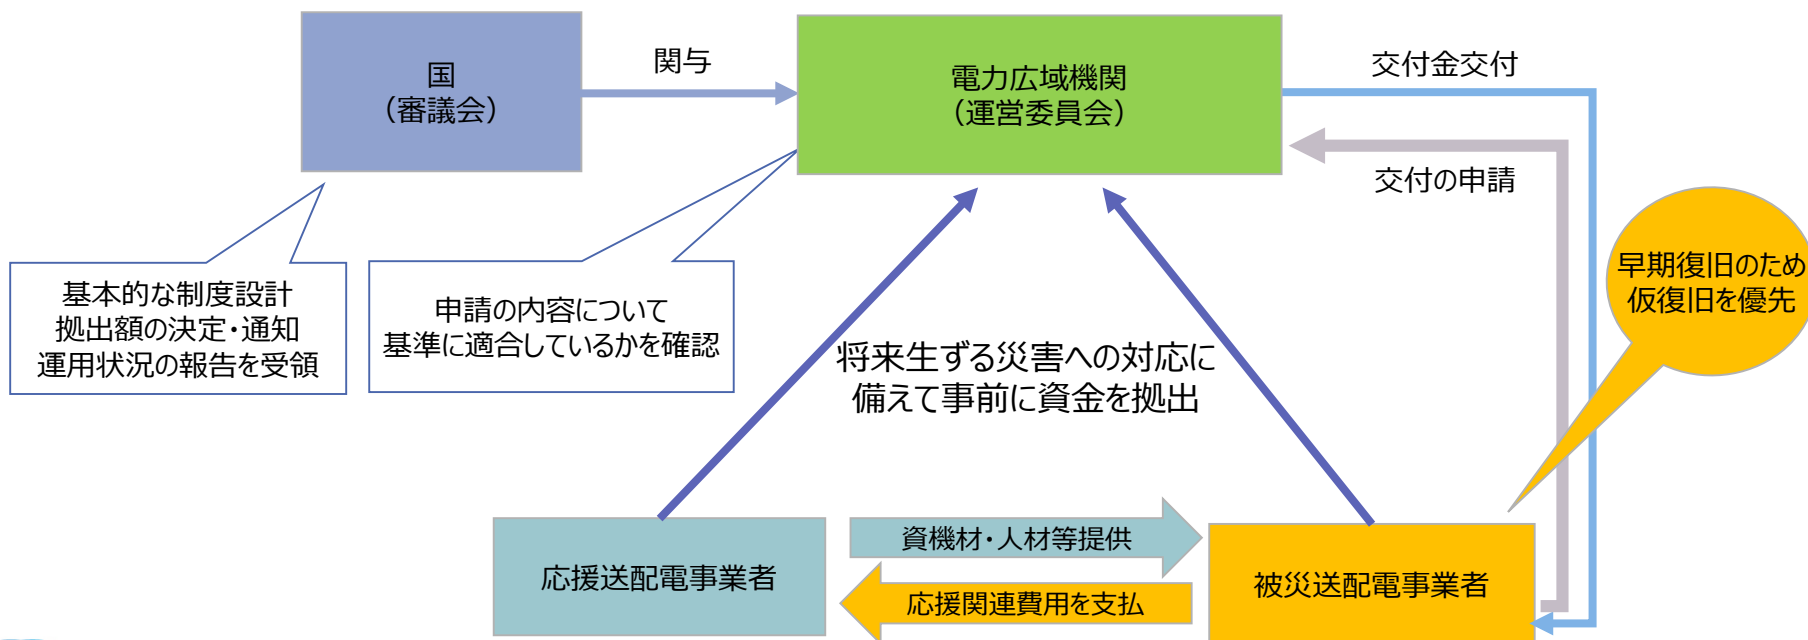 国
（審議会）
関与
電力広域機関
（運営委員会）
交付金交付
交付の申請
早期復旧のため
仮復旧を優先
基本的な制度設計
拠出額の決定・通知
運用状況の報告を受領
申請の内容について
基準に適合しているかを確認
将来生ずる災害への対応に
備えて事前に資金を拠出
応援送配電事業者
資機材・人材等提供
応援関連費用を支払
被災送配電事業者